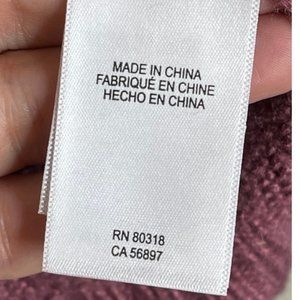 MADE IN CHINA
FABRIQUÉ EN CHINE
HECHO EN CHINA
RN 80318
CA 56897